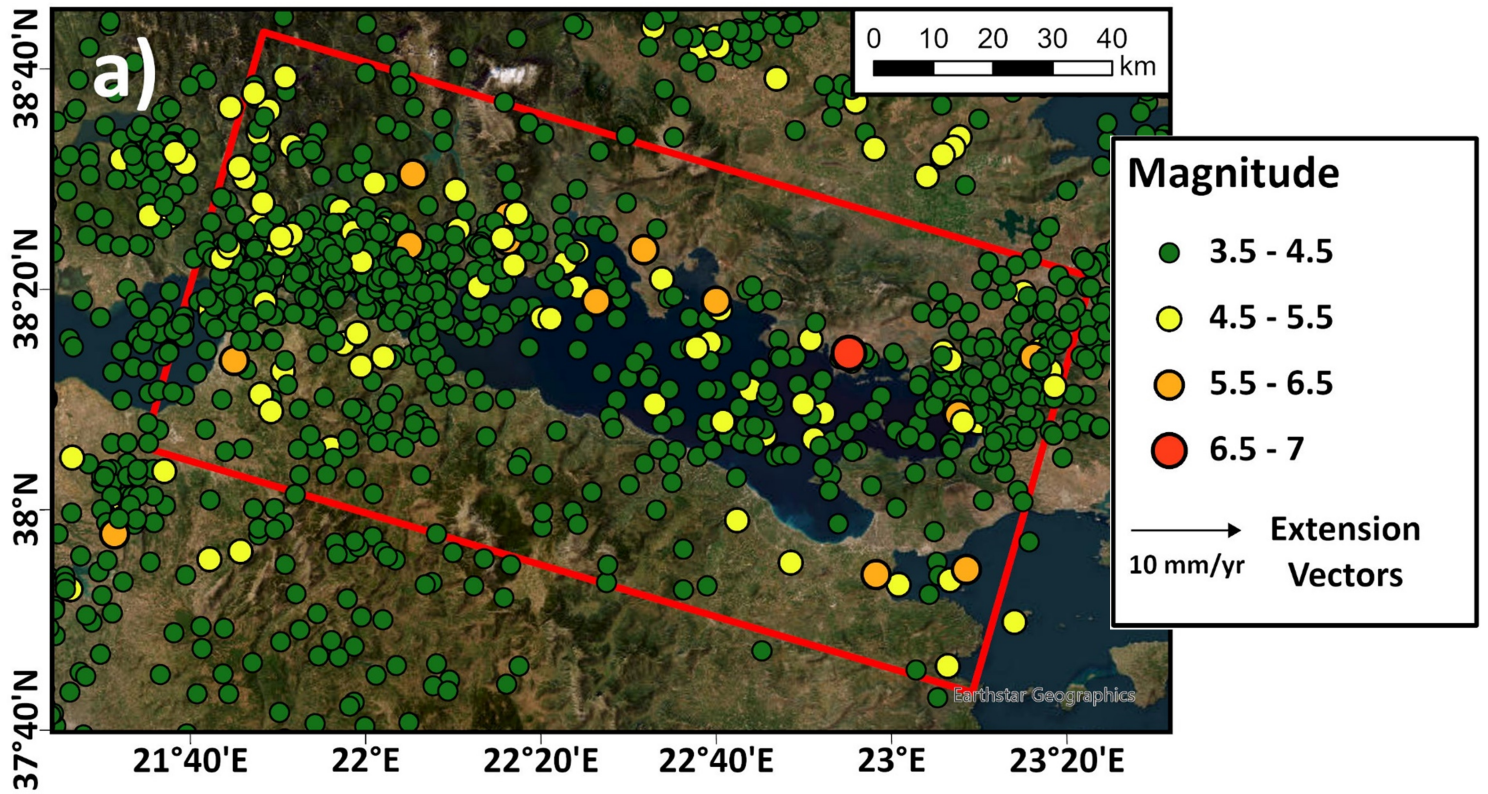 a)
0 10 20 30 40
km
38°40'N
38°20'N
38°N
37°40'N
21°40'E 22°E 22°20'E 22°40'E 23°E 23°20'E
Earthstar Geographics
Magnitude
3.5 - 4.5
4.5 - 5.5
5.5 - 6.5
6.5 - 7
10 mm/yr
Extension
Vectors